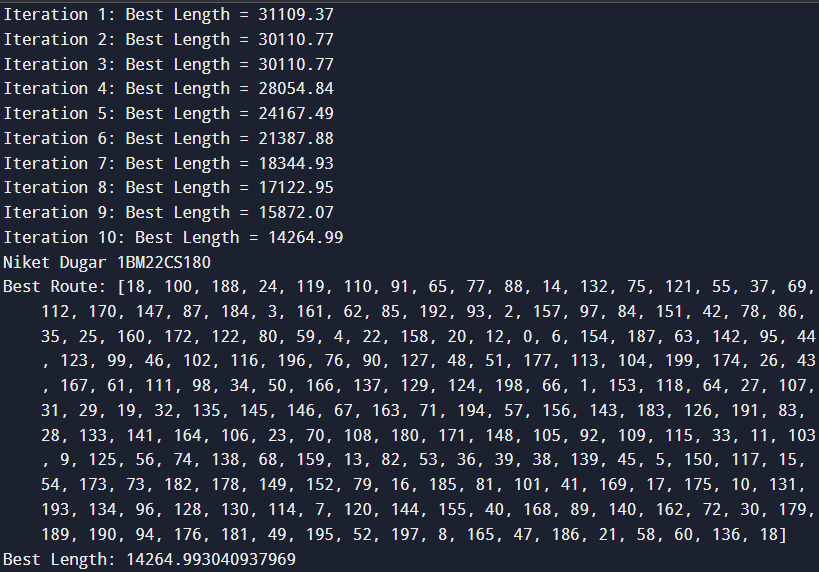 Iteration 1: Best Length = 31109.37
Iteration 2: Best Length = 30110.77
Iteration 3: Best Length = 30110.77
Iteration 4: Best Length = 28054.84
Iteration 5: Best Length = 24167.49
Iteration 6: Best Length = 21387.88
Iteration 7: Best Length = 18344.93
Iteration 8: Best Length = 17122.95
Iteration 9: Best Length = 15872.07
Iteration 10: Best Length = 14264.99
Niket Dugar 1BM22CS180
Best Route: [18, 100, 188, 24, 119, 110, 91, 65, 77, 88, 14, 132, 75, 121, 55, 37, 69,
112, 170, 147, 87, 184, 3, 161, 62, 85, 192, 93, 2, 157, 97, 84, 151, 42, 78, 86,
35, 25, 160, 172, 122, 80, 59, 4, 22, 158, 20, 12, 0, 6, 154, 187, 63, 142, 95, 44
, 123, 99, 46, 102, 116, 196, 76, 90, 127, 48, 51, 177, 113, 104, 199, 174, 26, 43
, 167, 61, 111, 98, 34, 50, 166, 137, 129, 124, 198, 66, 1, 153, 118, 64, 27, 107,
31, 29, 19, 32, 135, 145, 146, 67, 163, 71, 194, 57, 156, 143, 183, 126, 191, 83,
28, 133, 141, 164, 106, 23, 70, 108, 180, 171, 148, 105, 92, 109, 115, 33, 11, 103
, 9, 125, 56, 74, 138, 68, 159, 13, 82, 53, 36, 39, 38, 139, 45, 5, 150, 117, 15,
54, 173, 73, 182, 178, 149, 152, 79, 16, 185, 81, 101, 41, 169, 17, 175, 10, 131,
193, 134, 96, 128, 130, 114, 7, 120, 144, 155, 40, 168, 89, 140, 162, 72, 30, 179,
189, 190, 94, 176, 181, 49, 195, 52, 197, 8, 165, 47, 186, 21, 58, 60, 136, 18]
Best Length: 14264.993040937969